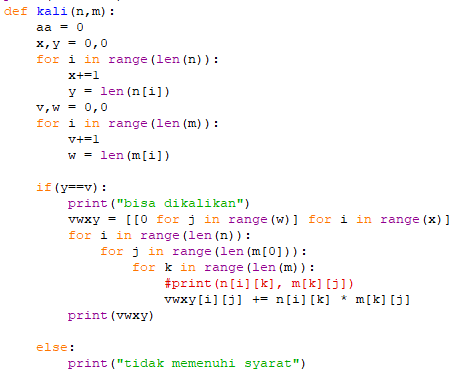 def kali(n,m):
    aa = 0
    x,y = 0,0
    for i in range(len(n)):
        x+=1
        y = len(n[i])
    v,w = 0,0
    for i in range(len(m)):
        v+=1
        w = len(m[i])

    if(y==v):
        print("bisa dikalikan")
        vwxy = [[0 for j in range(w)] for i in range(x)]
        for i in range(len(n)):
            for j in range(len(m[0])):
                for k in range(len(m)):
                    #print(n[i][k], m[k][j])
                    vwxy[i][j] += n[i][k] * m[k][j]
        print(vwxy)

    else:
        print("tidak memenuhi syarat")